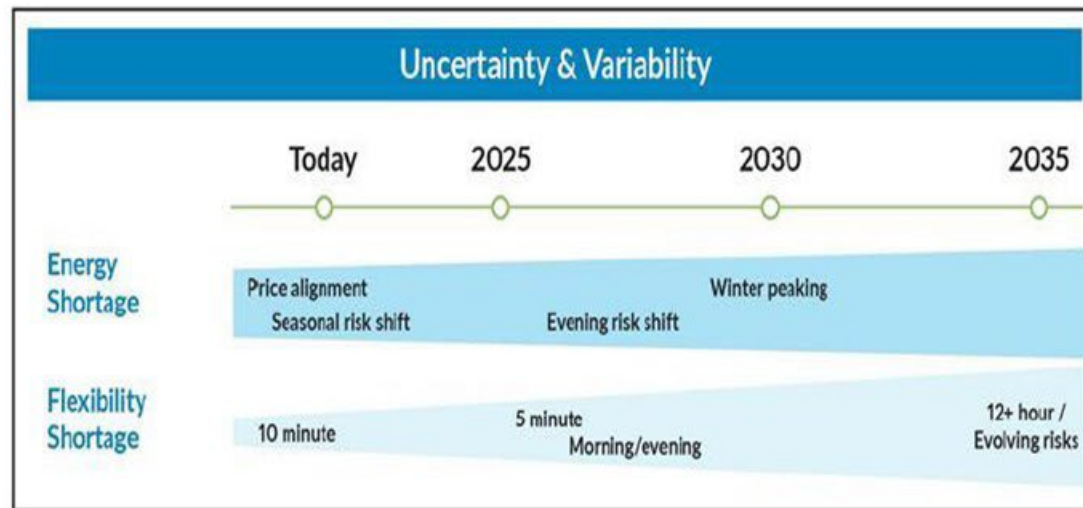 Uncertainty & Variability
Today 2025 2030 2035
Energy
Shortage
Price alignment
Seasonal risk shift
Evening risk shift
Winter peaking
Flexibility
Shortage
10 minute
5 minute
Morning/evening
12+ hour /
Evolving risks